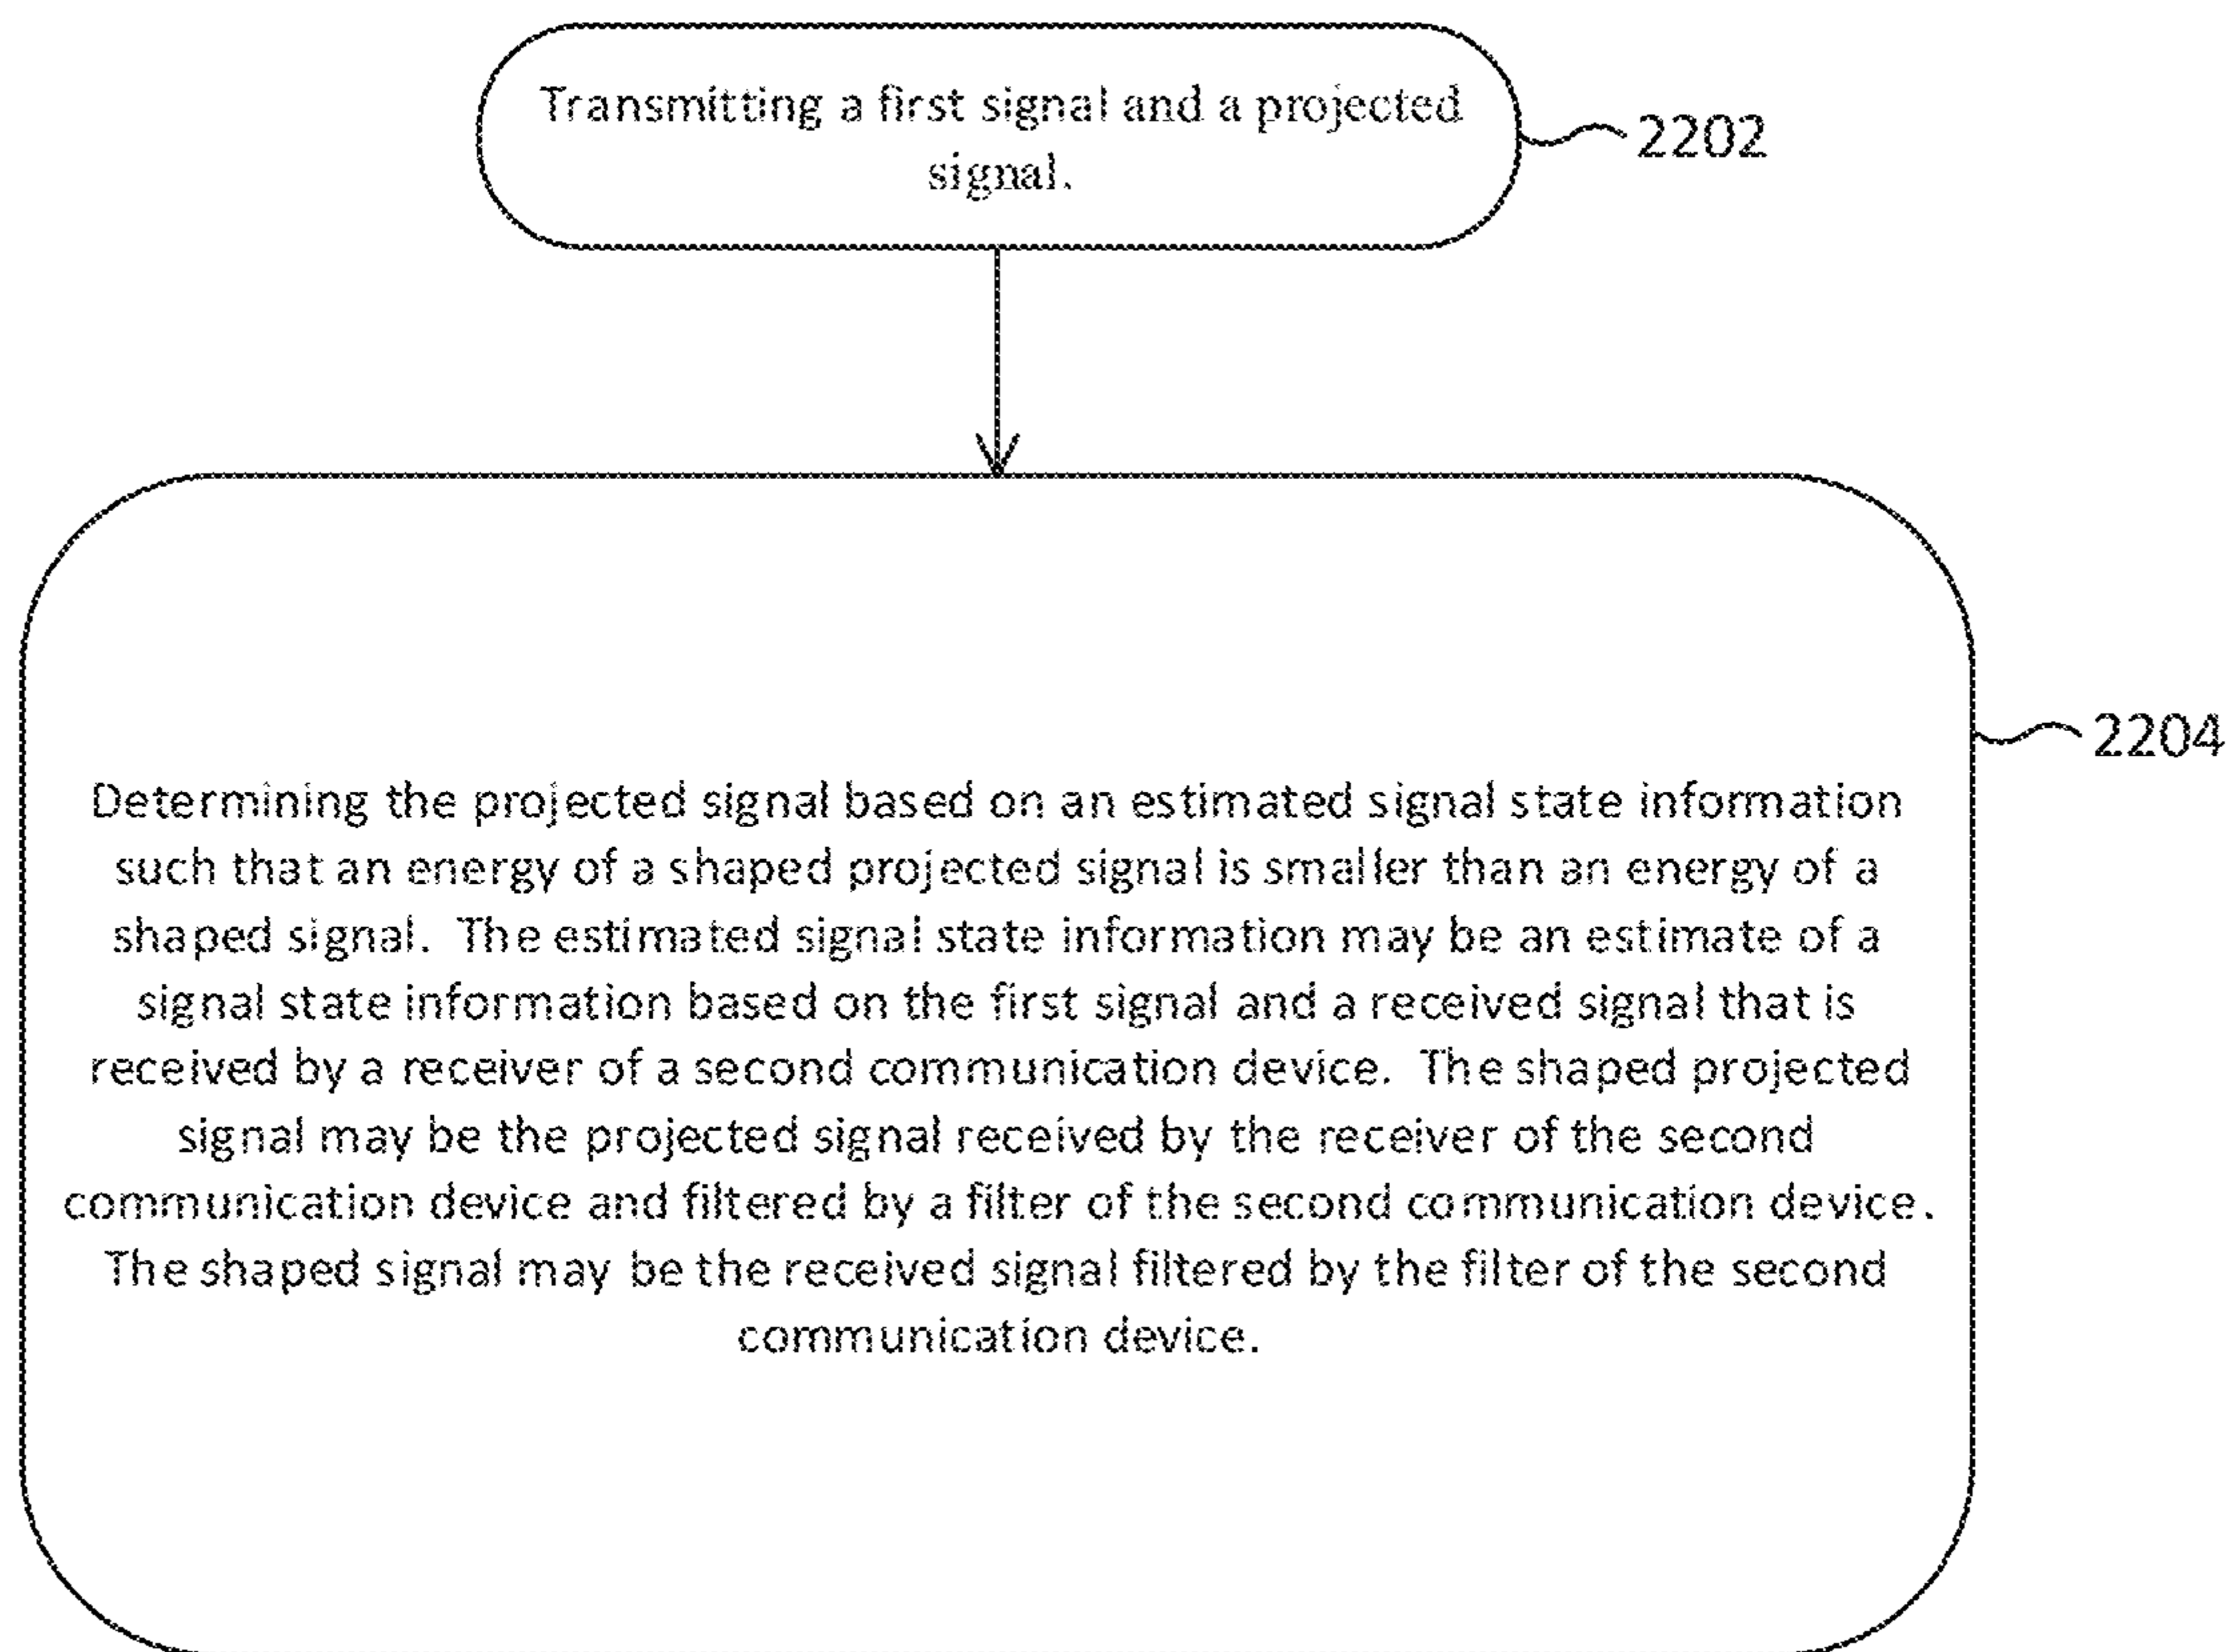 Transmitting a first signal and a projected
signal.
2202
2204
Determining the projected signal based on an estimated signal state information
such that an energy of a shaped projected signal is smaller than an energy of a
shaped signal. The estimated signal state information may be an estimate of a
signal state information based on the first signal and a received signal that is
received by a receiver of a second communication device. The shaped projected
signal may be the projected signal received by the receiver of the second
communication device and filtered by a filter of the second communication device.
The shaped signal may be the received signal filtered by the filter of the second
communication device.